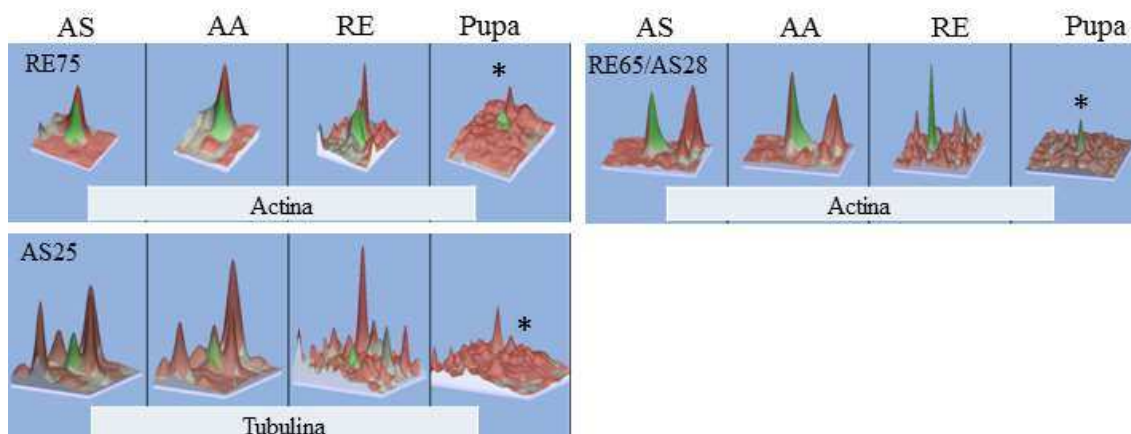 AS AA RE Pupa
RE75
*
Actina
AS AA RE Pupa
RE65/AS28
*
Actina
AS25
*
Tubulina